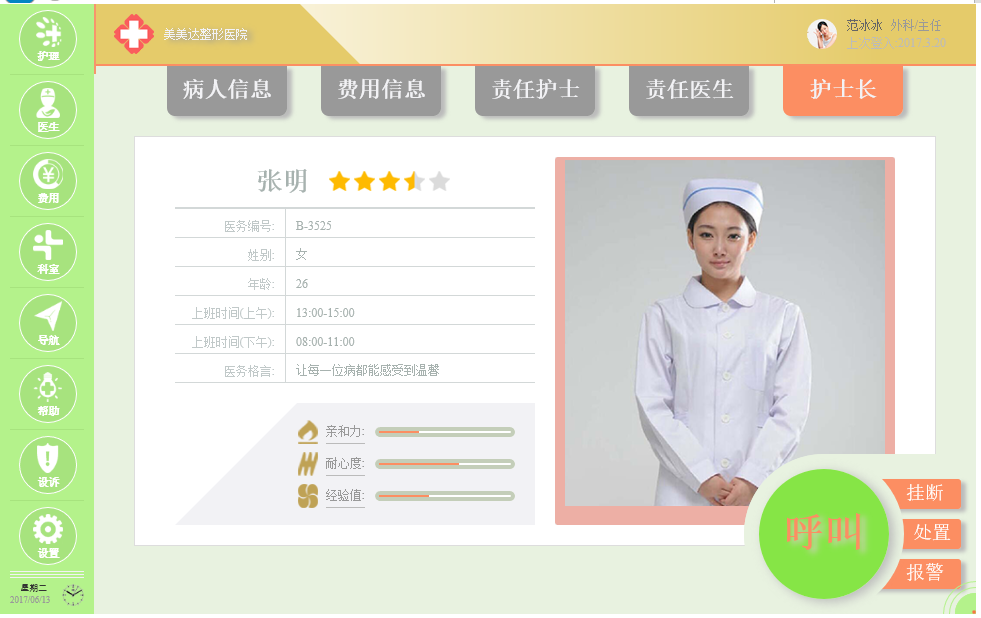 美美达整形医院
范冰冰 外科/主任
上次登入:2017.3.20
护理
医生
费用
科室
导航
帮助
设诉
设置
星期二
2017/06/13
病人信息 费用信息 责任护士 责任医生 护士长
张明
医务编号: B-3525
性别: 女
年龄: 26
上班时间(上午): 13:00-15:00
上班时间(下午): 08:00-11:00
医务格言: 让每一位病都能感受到温馨
亲和力:
耐心度:
经验值:
呼叫
挂断
处置
报警